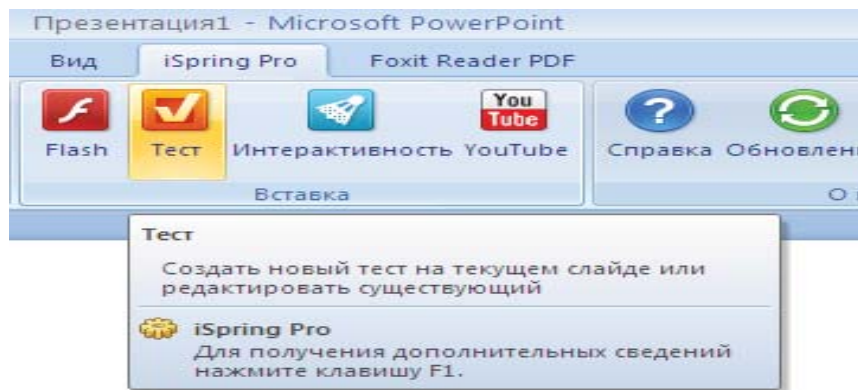 Презентация1 - Microsoft PowerPoint
Вид iSpring Pro Foxit Reader PDF
You
Tube
Flash Тест Интерактивность YouTube Справка
Вставка О
Тест
Создать новый тест на текущем слайде или
редактировать существующий
iSpring Pro
Для получения дополнительных сведений
нажмите клавишу F1.